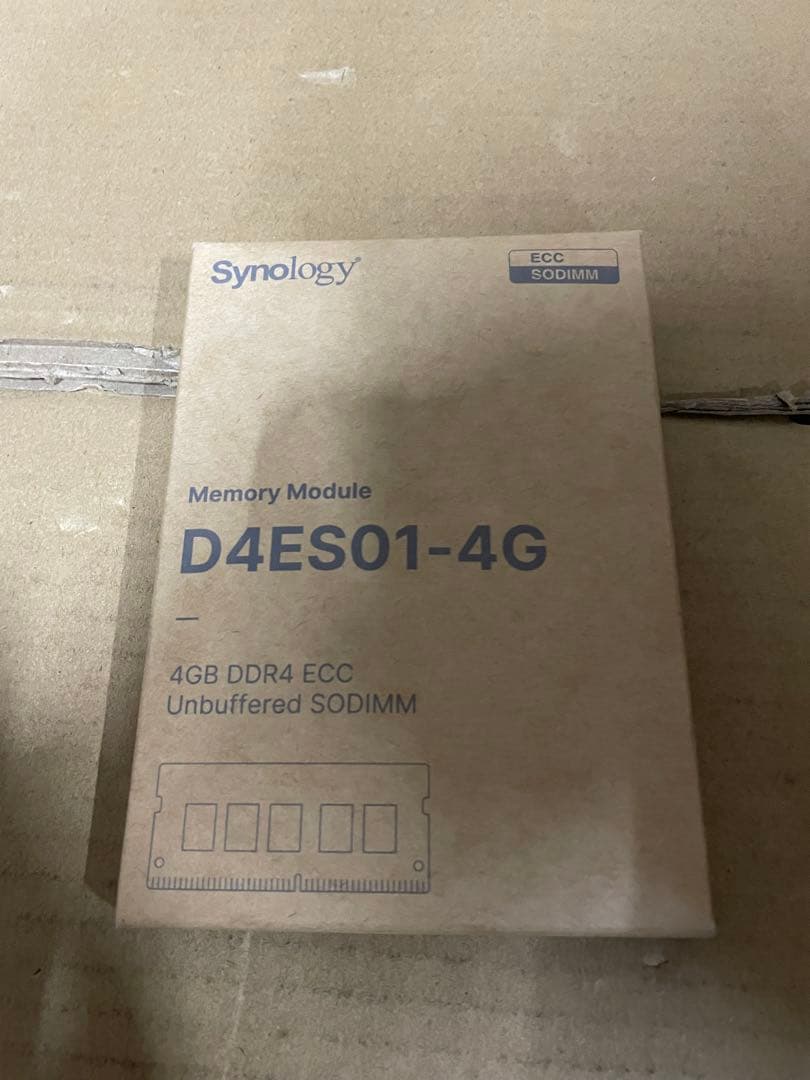 Synology®
ECC
SODIMM
Memory Module
D4ES01-4G
4GB DDR4 ECC
Unbuffered SODIMM